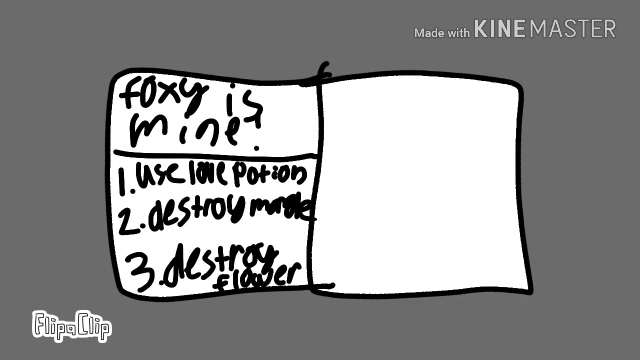 Made with KINEMASTER
foxy is
mine!
1. use love potion
2. destroy mangle
3. destroy
flower
FlipaClip